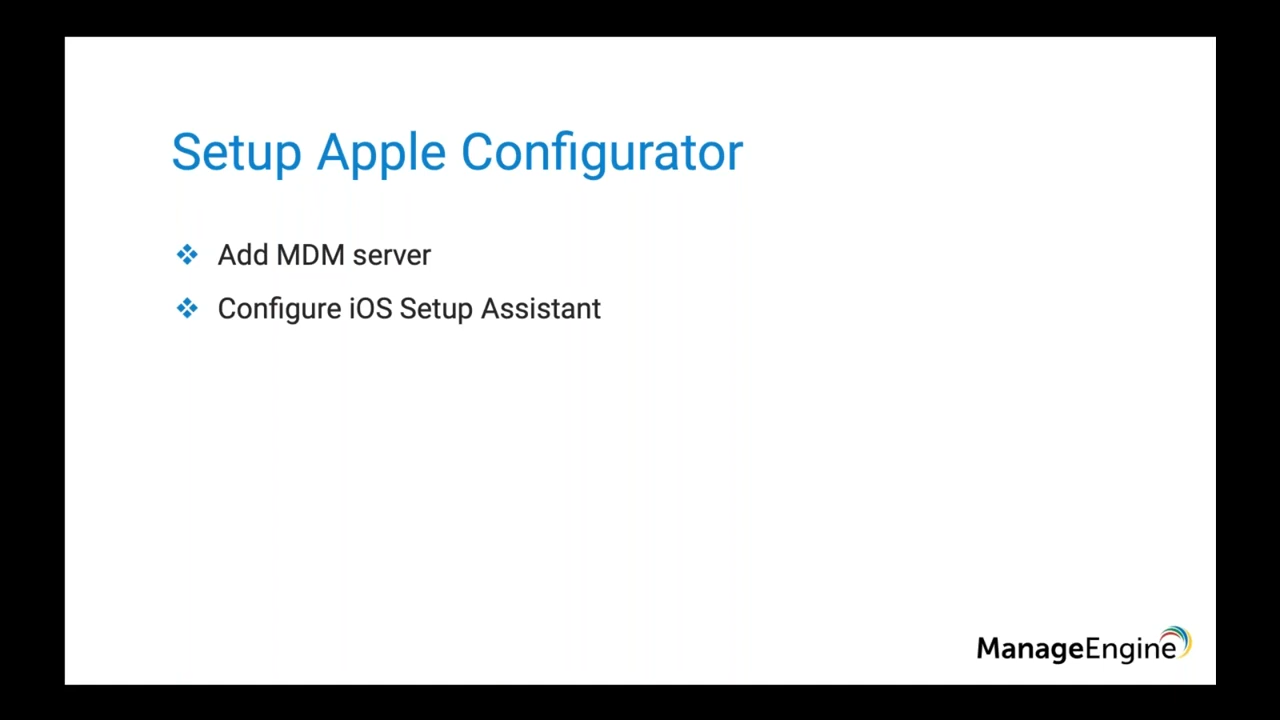 Setup Apple Configurator
Add MDM server
Configure iOS Setup Assistant
ManageEngine